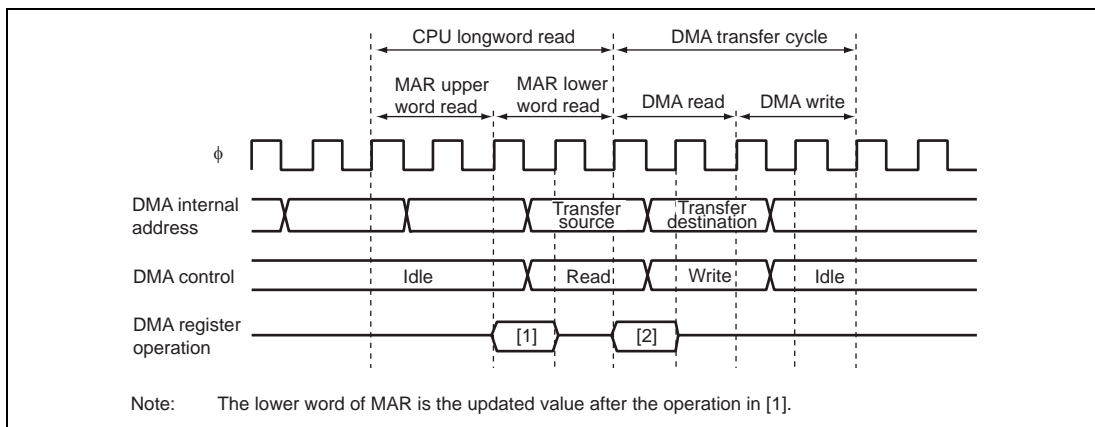 CPU longword read
DMA transfer cycle
MAR upper
word read
MAR lower
word read
DMA read
DMA write
ϕ
DMA internal
address
Transfer
source
Transfer
destination
DMA control
Idle
Read
Write
Idle
DMA register
operation
[1]
[2]
Note: The lower word of MAR is the updated value after the operation in [1].